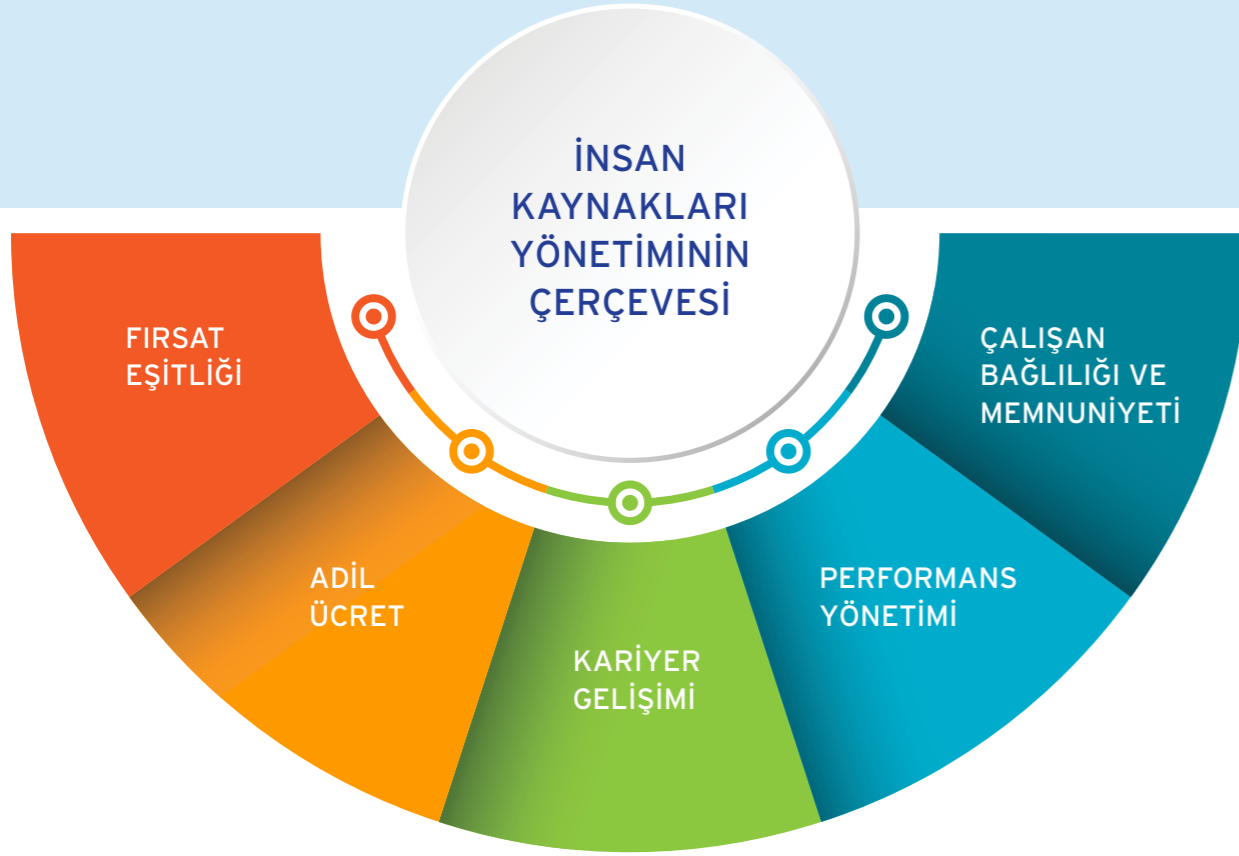 İNSAN
KAYNAKLARI
YÖNETİMİNİN
ÇERÇEVESİ
FIRSAT
EŞİTLİĞİ
ADİL
ÜCRET
KARİYER
GELİŞİMİ
PERFORMANS
YÖNETİMİ
ÇALIŞAN
BAĞLILIĞI VE
MEMNUNİYETİ